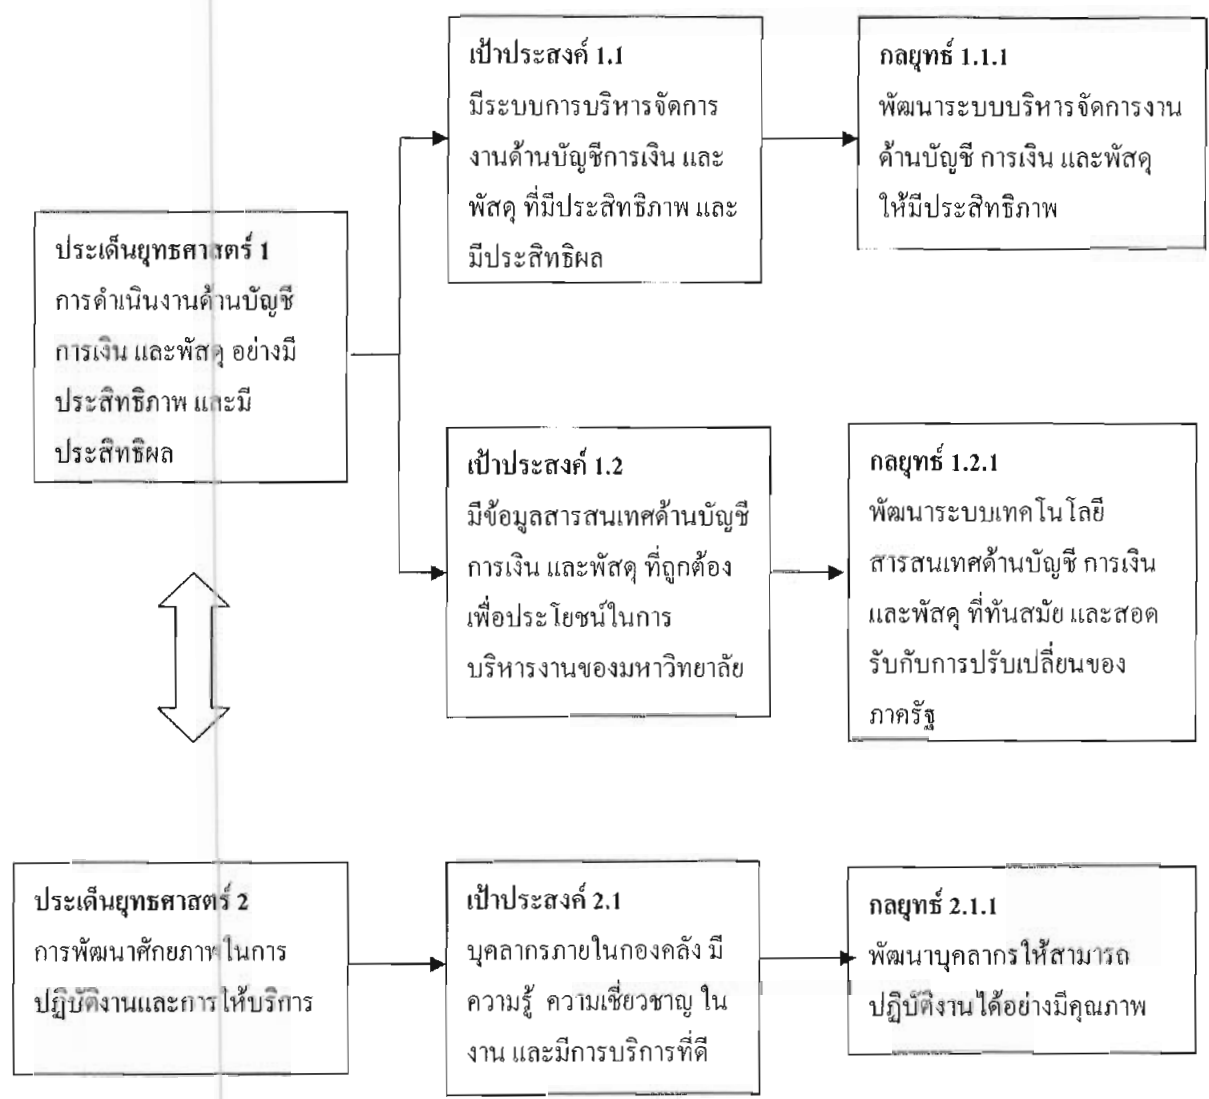 เป้าประสงค์ 1.1
มีระบบการบริหารจัดการ
งานด้านบัญชีการเงิน และ
พัสดุ ที่มีประสิทธิภาพ และ
มีประสิทธิผล
กลยุทธ์ 1.1.1
พัฒนาระบบบริหารจัดการงาน
ด้านบัญชี การเงิน และพัสดุ
ให้มีประสิทธิภาพ
ประเด็นยุทธศาสตร์ 1
การดำเนินงานด้านบัญชี
การเงิน และพัสดุ อย่างมี
ประสิทธิภาพ และมี
ประสิทธิผล
เป้าประสงค์ 1.2
มีข้อมูลสารสนเทศด้านบัญชี
การเงิน และพัสดุ ที่ถูกต้อง
เพื่อประโยชน์ในการ
บริหารงานของมหาวิทยาลัย
กลยุทธ์ 1.2.1
พัฒนาระบบเทคโนโลยี
สารสนเทศด้านบัญชี การเงิน
และพัสดุ ที่ทันสมัย และสอด
รับกับการปรับเปลี่ยนของ
ภาครัฐ
ประเด็นยุทธศาสตร์ 2
การพัฒนาศักยภาพในการ
ปฏิบัติงานและการให้บริการ
เป้าประสงค์ 2.1
บุคลากรภายในกองคลัง มี
ความรู้ ความเชี่ยวชาญ ใน
งาน และมีการบริการที่ดี
กลยุทธ์ 2.1.1
พัฒนาบุคลากรให้สามารถ
ปฏิบัติงานได้อย่างมีคุณภาพ